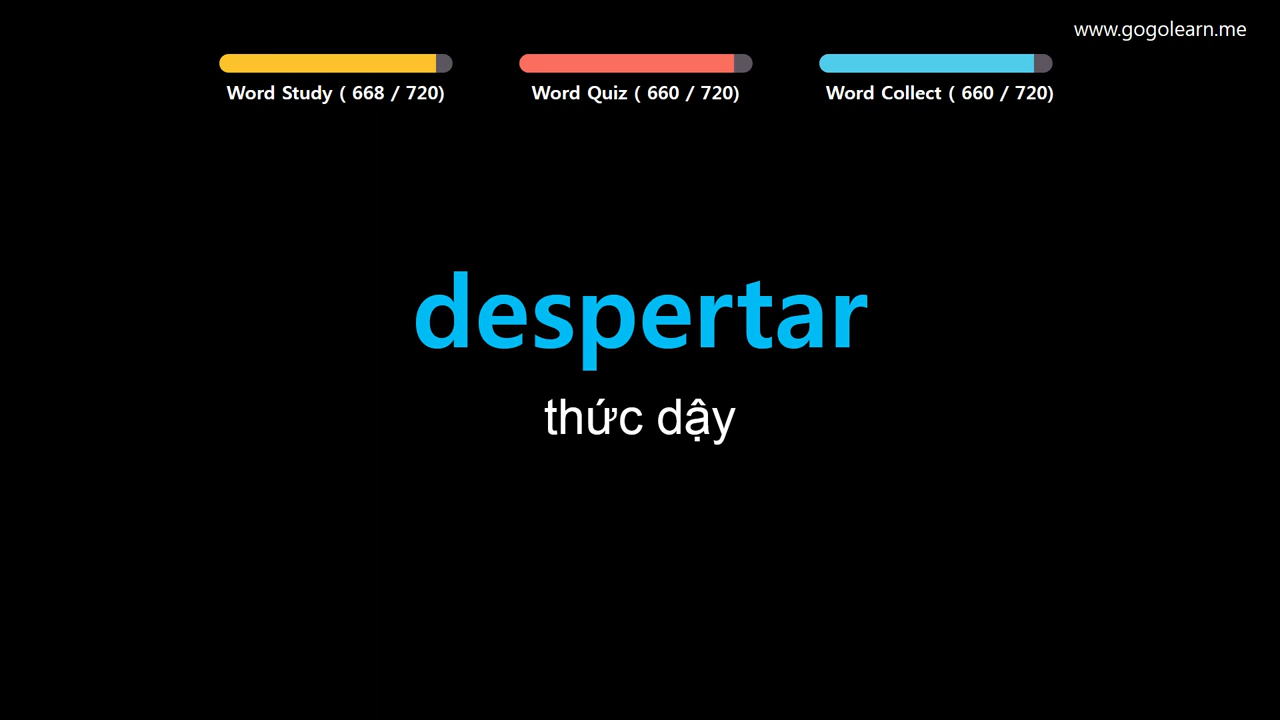 www.gogolearn.me
Word Study ( 668 / 720)
Word Quiz ( 660 / 720)
Word Collect ( 660 / 720)
despertar
thức dậy